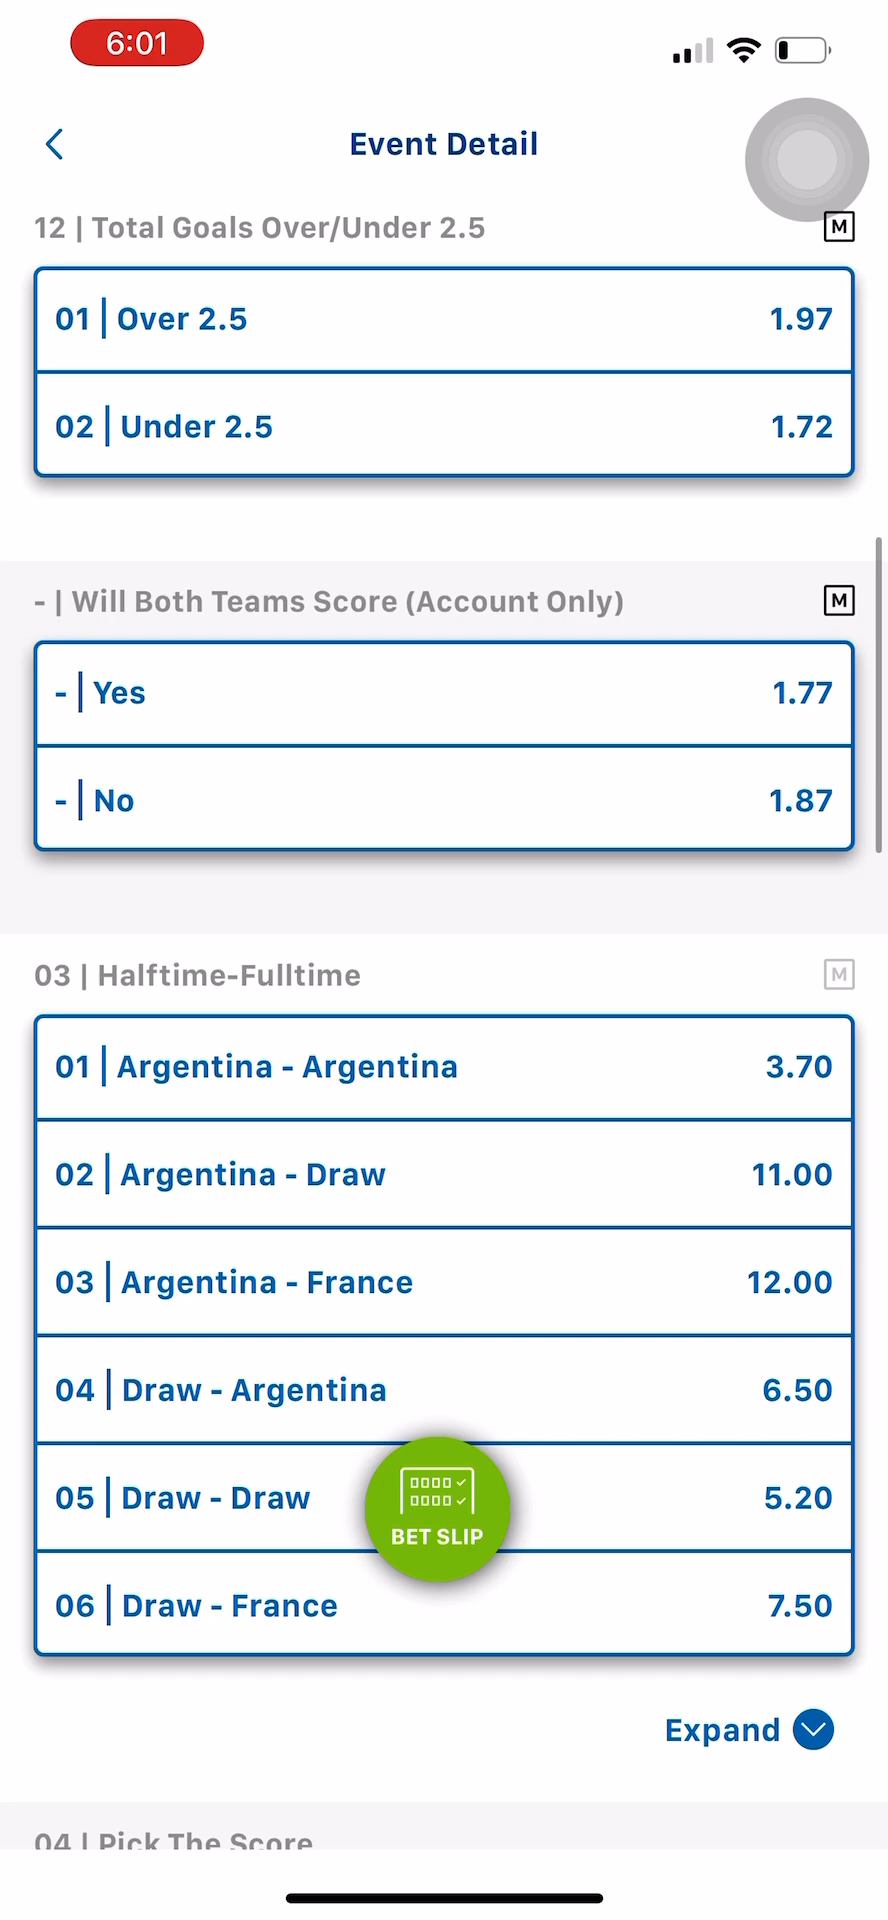 6:01
Event Detail
12 | Total Goals Over/Under 2.5 M
01 | Over 2.5 1.97
02 | Under 2.5 1.72
- | Will Both Teams Score (Account Only) M
- | Yes 1.77
- | No 1.87
03 | Halftime-Fulltime M
01 | Argentina - Argentina 3.70
02 | Argentina - Draw 11.00
03 | Argentina - France 12.00
04 | Draw - Argentina 6.50
05 | Draw - Draw 5.20
BET SLIP
06 | Draw - France 7.50
Expand
04 | Pick The Score